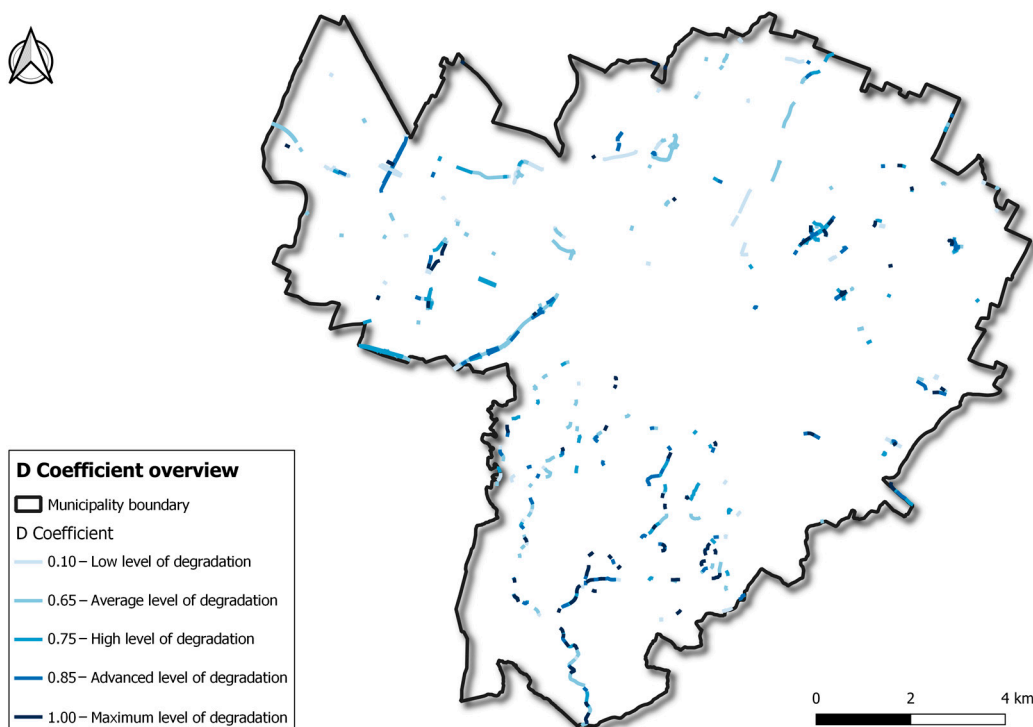 D Coefficient overview
Municipality boundary
D Coefficient
0.10 – Low level of degradation
0.65 – Average level of degradation
0.75 – High level of degradation
0.85 – Advanced level of degradation
1.00 – Maximum level of degradation
0 2 4 km